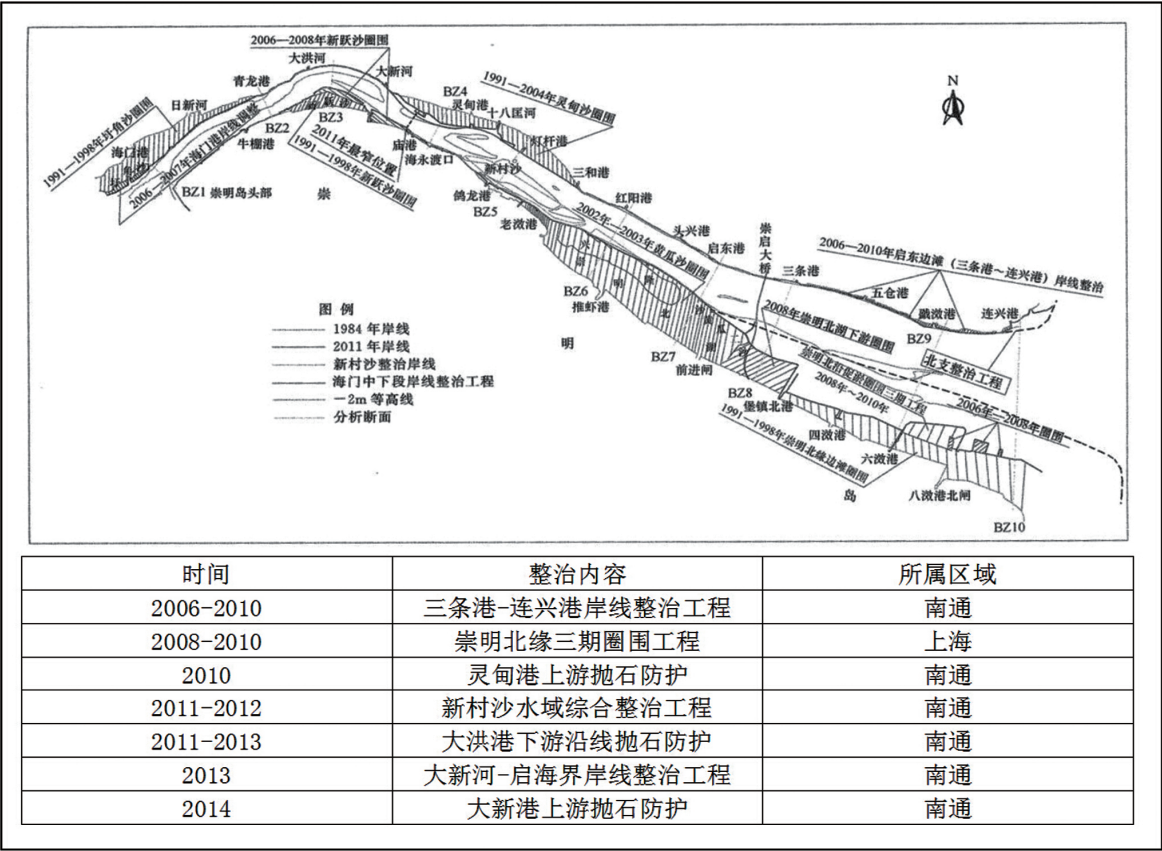 2006—2008年新跃沙圈围
大洪河
大新河
青龙港
日新河
BZ4
灵甸港
十八匡河
1991—2004年灵甸沙圈围
1991—1998年圩角沙圈围
海门港
2006—2007年海门港岸线调整
BZ2
牛棚港
BZ3
庙港
海永渡口
灯杆港
2011年最窄位置
1991—1998年新跃沙圈围
BZ1
崇明岛头部
崇
新村沙
三和港
鸽龙港
BZ5
老滧港
红阳港
2002年—2003年黄瓜沙圈围
头兴港
启东港
崇启大桥
三条港
2006—2010年启东边滩（三条港～连兴港）岸线整治
五仓港
戤滧港
连兴港
BZ9
N
BZ6
推虾港
明
BZ7
前进闸
2008年崇明北湖下游圈围
北支整治工程
崇明北沿促淤圈围三期工程
2008年～2010年
2006年—2008年圈围
BZ8
堡镇北港
1991—1998年崇明北缘边滩圈围
四滧港
六滧港
岛
八滧港北闸
BZ10
图 例
1984 年岸线
2011 年岸线
新村沙整治岸线
海门中下段岸线整治工程
－2m 等高线
分析断面
时间 整治内容 所属区域
2006-2010 三条港-连兴港岸线整治工程 南通
2008-2010 崇明北缘三期圈围工程 上海
2010 灵甸港上游抛石防护 南通
2011-2012 新村沙水域综合整治工程 南通
2011-2013 大洪港下游沿线抛石防护 南通
2013 大新河-启海界岸线整治工程 南通
2014 大新港上游抛石防护 南通